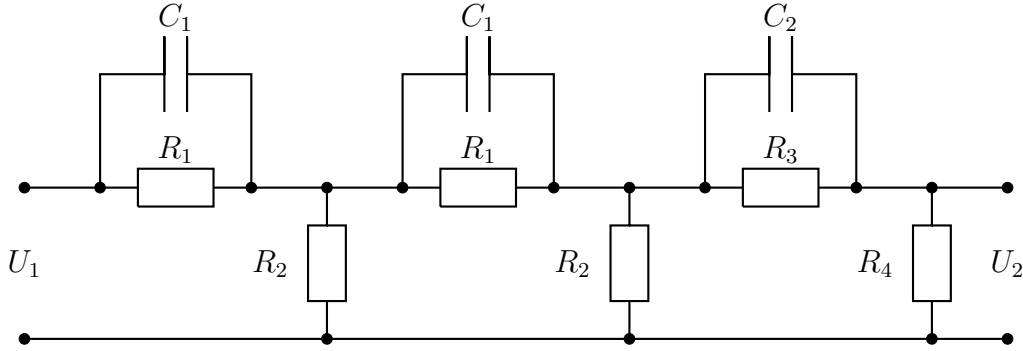 C₁ C₁ C₂
R₁ R₁ R₃
U₁ R₂ R₂ R₄ U₂